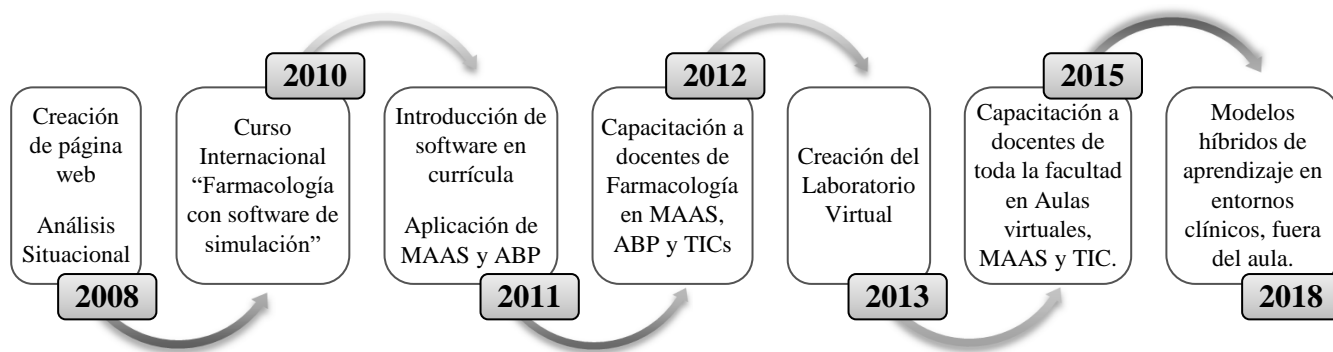 Creación
de página
web
Análisis
Situacional
2008
2010
Curso
Internacional
“Farmacología
con software de
simulación”
Introducción de
software en
currícula
Aplicación de
MAAS y ABP
2011
2012
Capacitación a
docentes de
Farmacología
en MAAS,
ABP y TICs
Creación del
Laboratorio
Virtual
2013
2015
Capacitación a
docentes de
toda la facultad
en Aulas
virtuales,
MAAS y TIC.
Modelos
híbridos de
aprendizaje en
entornos
clínicos, fuera
del aula.
2018